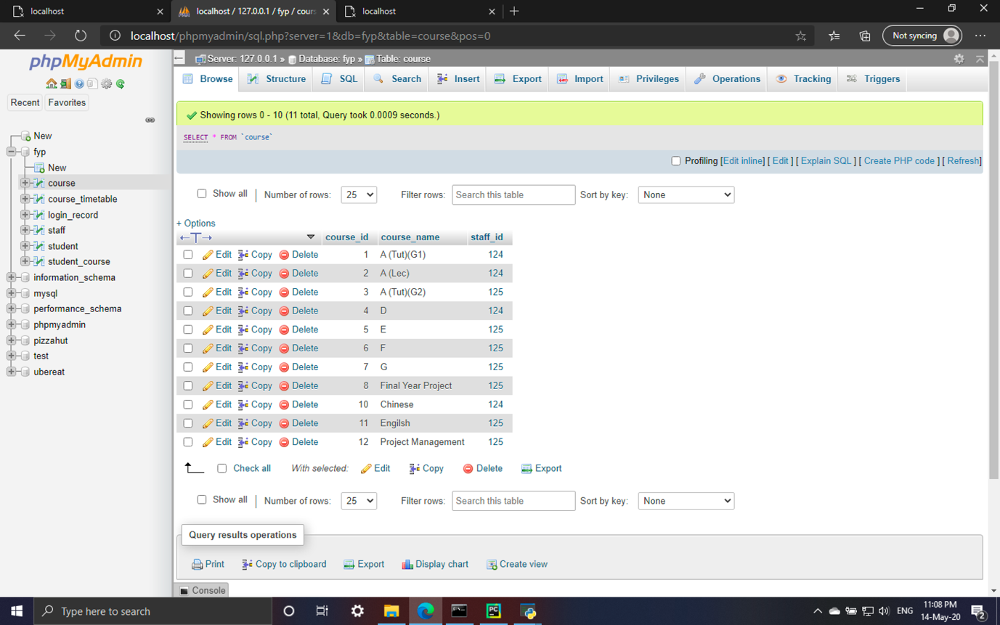 localhost
localhost / 127.0.0.1 / fyp / cours
localhost
localhost/phpmyadmin/sql.php?server=1&db=fyp&table=course&pos=0
Not syncing
phpMyAdmin
Server: 127.0.0.1 » Database: fyp » Table: course
Browse Structure SQL Search Insert Export Import Privileges Operations Tracking Triggers
Recent Favorites
New
fyp
New
course
course_timetable
login_record
staff
student
student_course
information_schema
mysql
performance_schema
phpmyadmin
pizzahut
test
ubereat
Showing rows 0 - 10 (11 total, Query took 0.0009 seconds.)
SELECT * FROM `course`
Profiling [Edit inline] [ Edit ] [ Explain SQL ] [ Create PHP code ] [ Refresh]
Show all | Number of rows: 25 Filter rows: Search this table Sort by key: None
+ Options
←T→ course_id course_name staff_id
Edit Copy Delete 1 A (Tut)(G1) 124
Edit Copy Delete 2 A (Lec) 124
Edit Copy Delete 3 A (Tut)(G2) 125
Edit Copy Delete 4 D 124
Edit Copy Delete 5 E 125
Edit Copy Delete 6 F 125
Edit Copy Delete 7 G 125
Edit Copy Delete 8 Final Year Project 125
Edit Copy Delete 10 Chinese 124
Edit Copy Delete 11 Engilsh 125
Edit Copy Delete 12 Project Management 125
Check all With selected: Edit Copy Delete Export
Show all | Number of rows: 25 Filter rows: Search this table Sort by key: None
Query results operations
Print Copy to clipboard Export Display chart Create view
Console
Type here to search
PC
ENG
11:08 PM
14-May-20
2